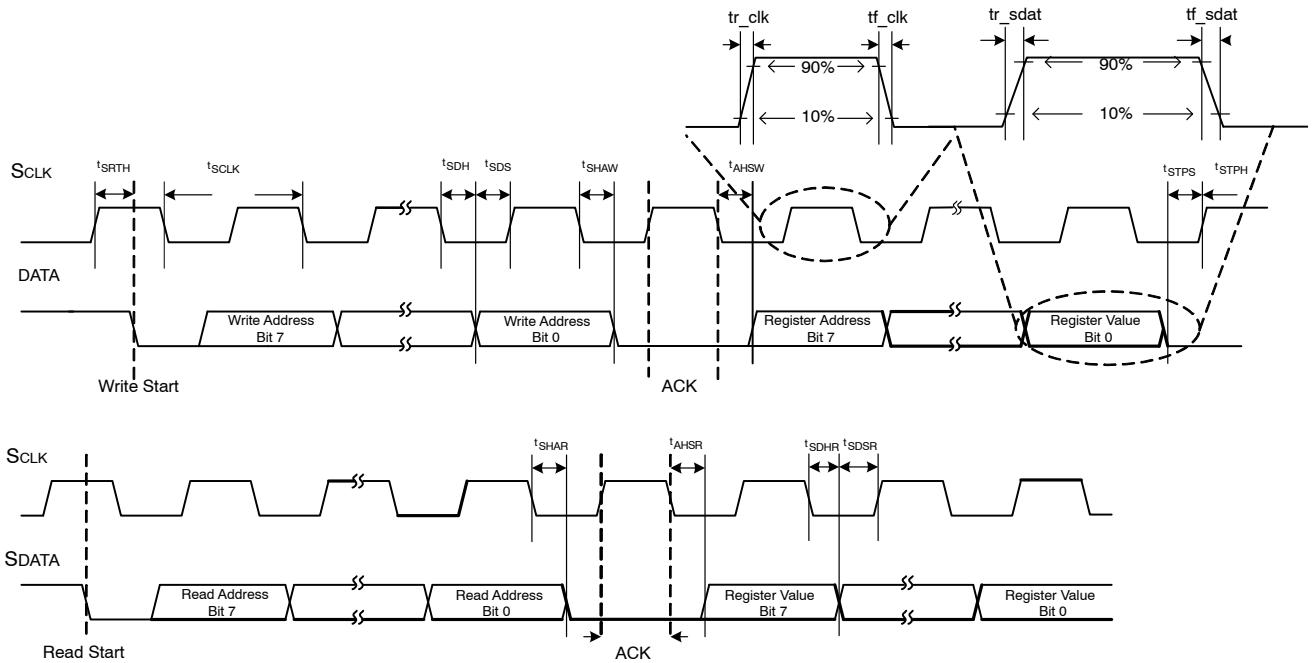 tr_clk tf_clk tr_sdat tf_sdat
90% 90%
10% 10%
SCLK tSRTH tSCLK tSDH tSDS tSHAW tAHSW tSTPS tSTPH
DATA
Write Address Bit 7
Write Address Bit 0
Register Address Bit 7
Register Value Bit 0
Write Start ACK
SCLK tSHAR tAHSR tSDHR tSDSR
SDATA
Read Address Bit 7
Read Address Bit 0
Register Value Bit 7
Register Value Bit 0
Read Start ACK